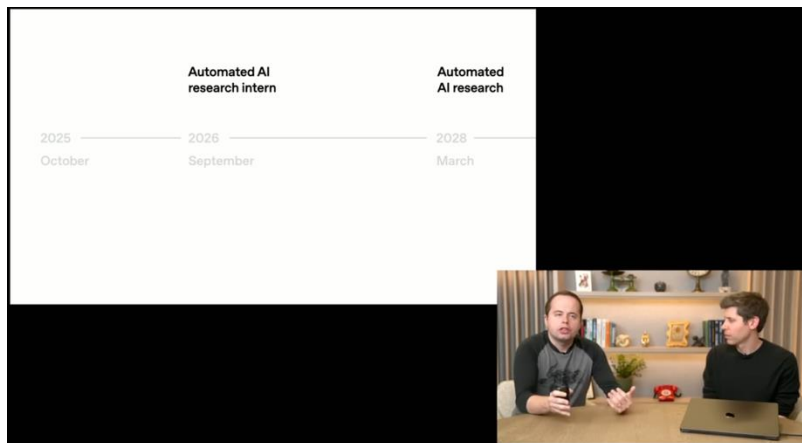 Automated AI
research intern
Automated
AI research
2025
2026
2028
October
September
March